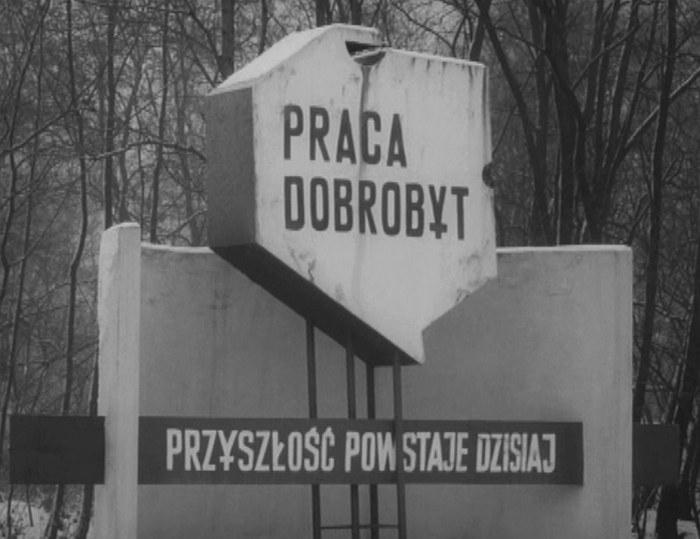 PRACA
DOBROBYT
PRZYSZŁOŚĆ POWSTAJE DZISIAJ